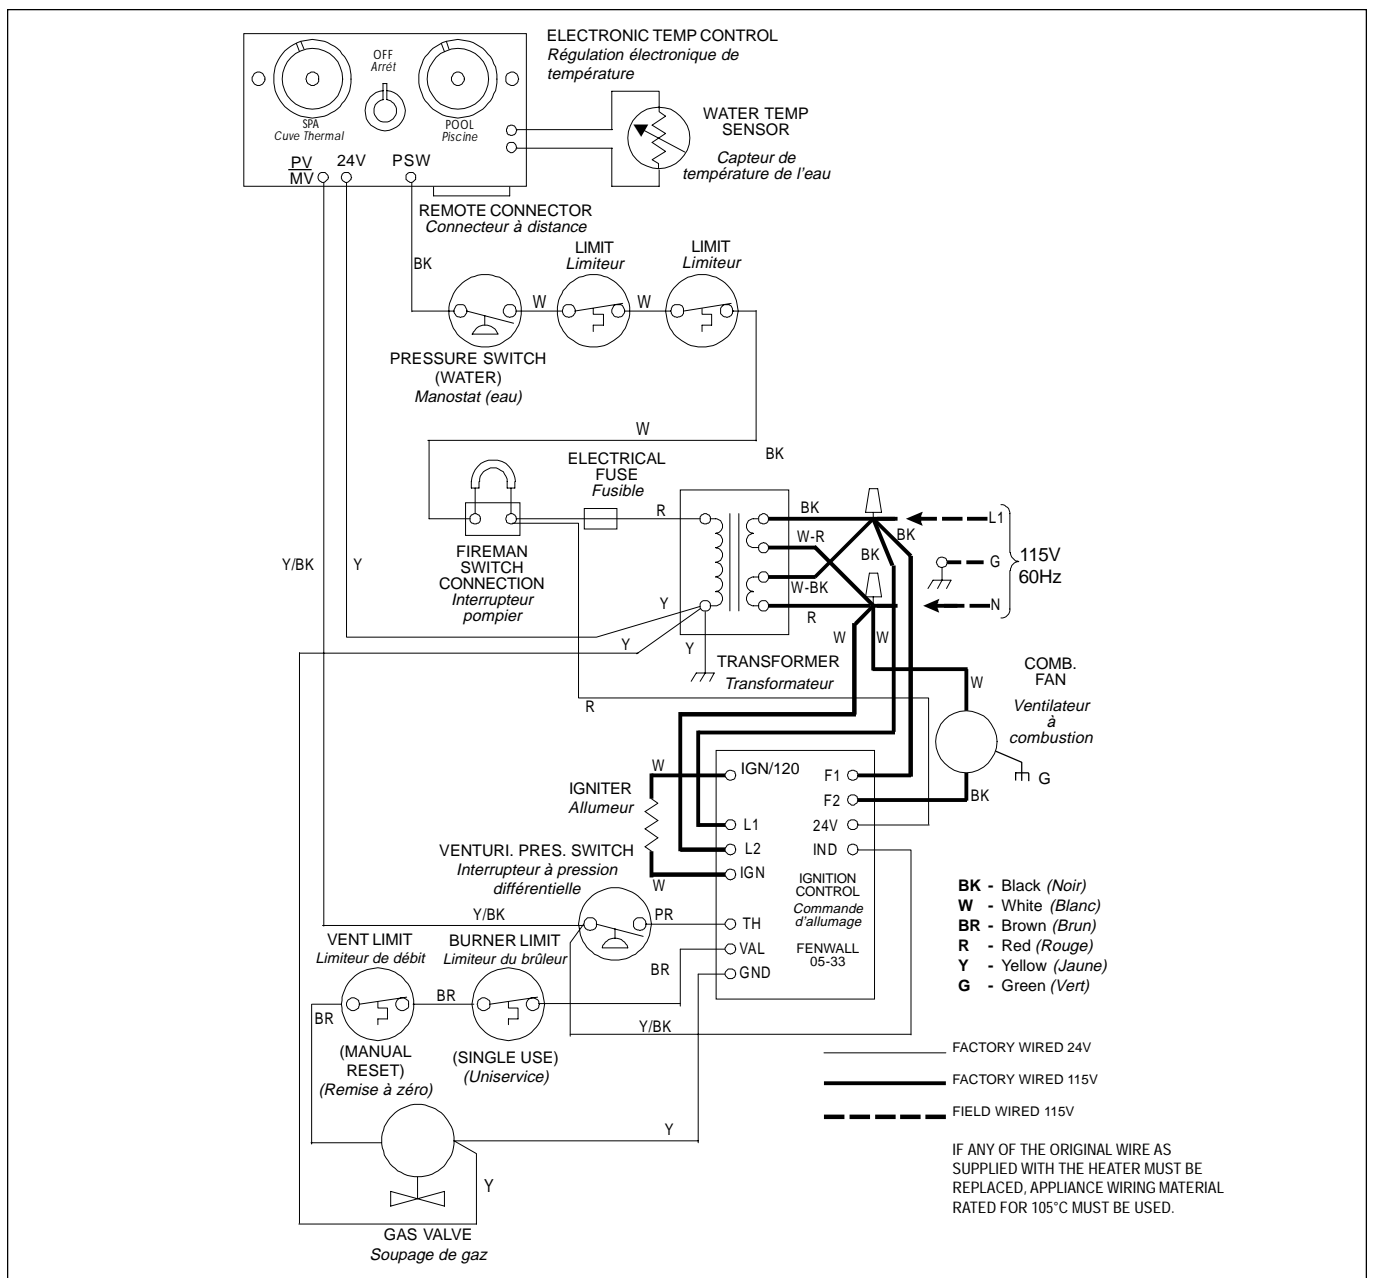 ELECTRONIC TEMP CONTROL
Régulation électronique de
température
OFF
Arrét
SPA
Cuve Thermal
POOL
Piscine
WATER TEMP
SENSOR
Capteur de
température de l'eau
PV
MV
24V
PSW
REMOTE CONNECTOR
Connecteur à distance
BK
LIMIT
Limiteur
LIMIT
Limiteur
W
W
PRESSURE SWITCH
(WATER)
Manostat (eau)
W
BK
ELECTRICAL
FUSE
Fusible
R
BK
L1
W-R
BK
BK
G
115V
60Hz
Y/BK
Y
FIREMAN
SWITCH
CONNECTION
Interrupteur
pompier
W-BK
Y
R
N
Y
Y
W
W
TRANSFORMER
Transformateur
COMB.
FAN
Ventilateur
à
combustion
W
R
W
IGN/120
F1
G
IGNITER
Allumeur
F2
BK
L1
24V
VENTURI. PRES. SWITCH
Interrupteur à pression
différentielle
L2
IND
IGN
W
IGNITION
CONTROL
Commande
d'allumage
FENWALL
05-33
Y/BK
PR
TH
VAL
GND
BR
VENT LIMIT
Limiteur de débit
BURNER LIMIT
Limiteur du brûleur
BR
BR
Y/BK
(MANUAL
RESET)
(Remise à zéro)
(SINGLE USE)
(Uniservice)
Y
Y
GAS VALVE
Soupage de gaz
BK - Black (Noir)
W - White (Blanc)
BR - Brown (Brun)
R - Red (Rouge)
Y - Yellow (Jaune)
G - Green (Vert)
FACTORY WIRED 24V
FACTORY WIRED 115V
FIELD WIRED 115V
IF ANY OF THE ORIGINAL WIRE AS
SUPPLIED WITH THE HEATER MUST BE
REPLACED, APPLIANCE WIRING MATERIAL
RATED FOR 105°C MUST BE USED.